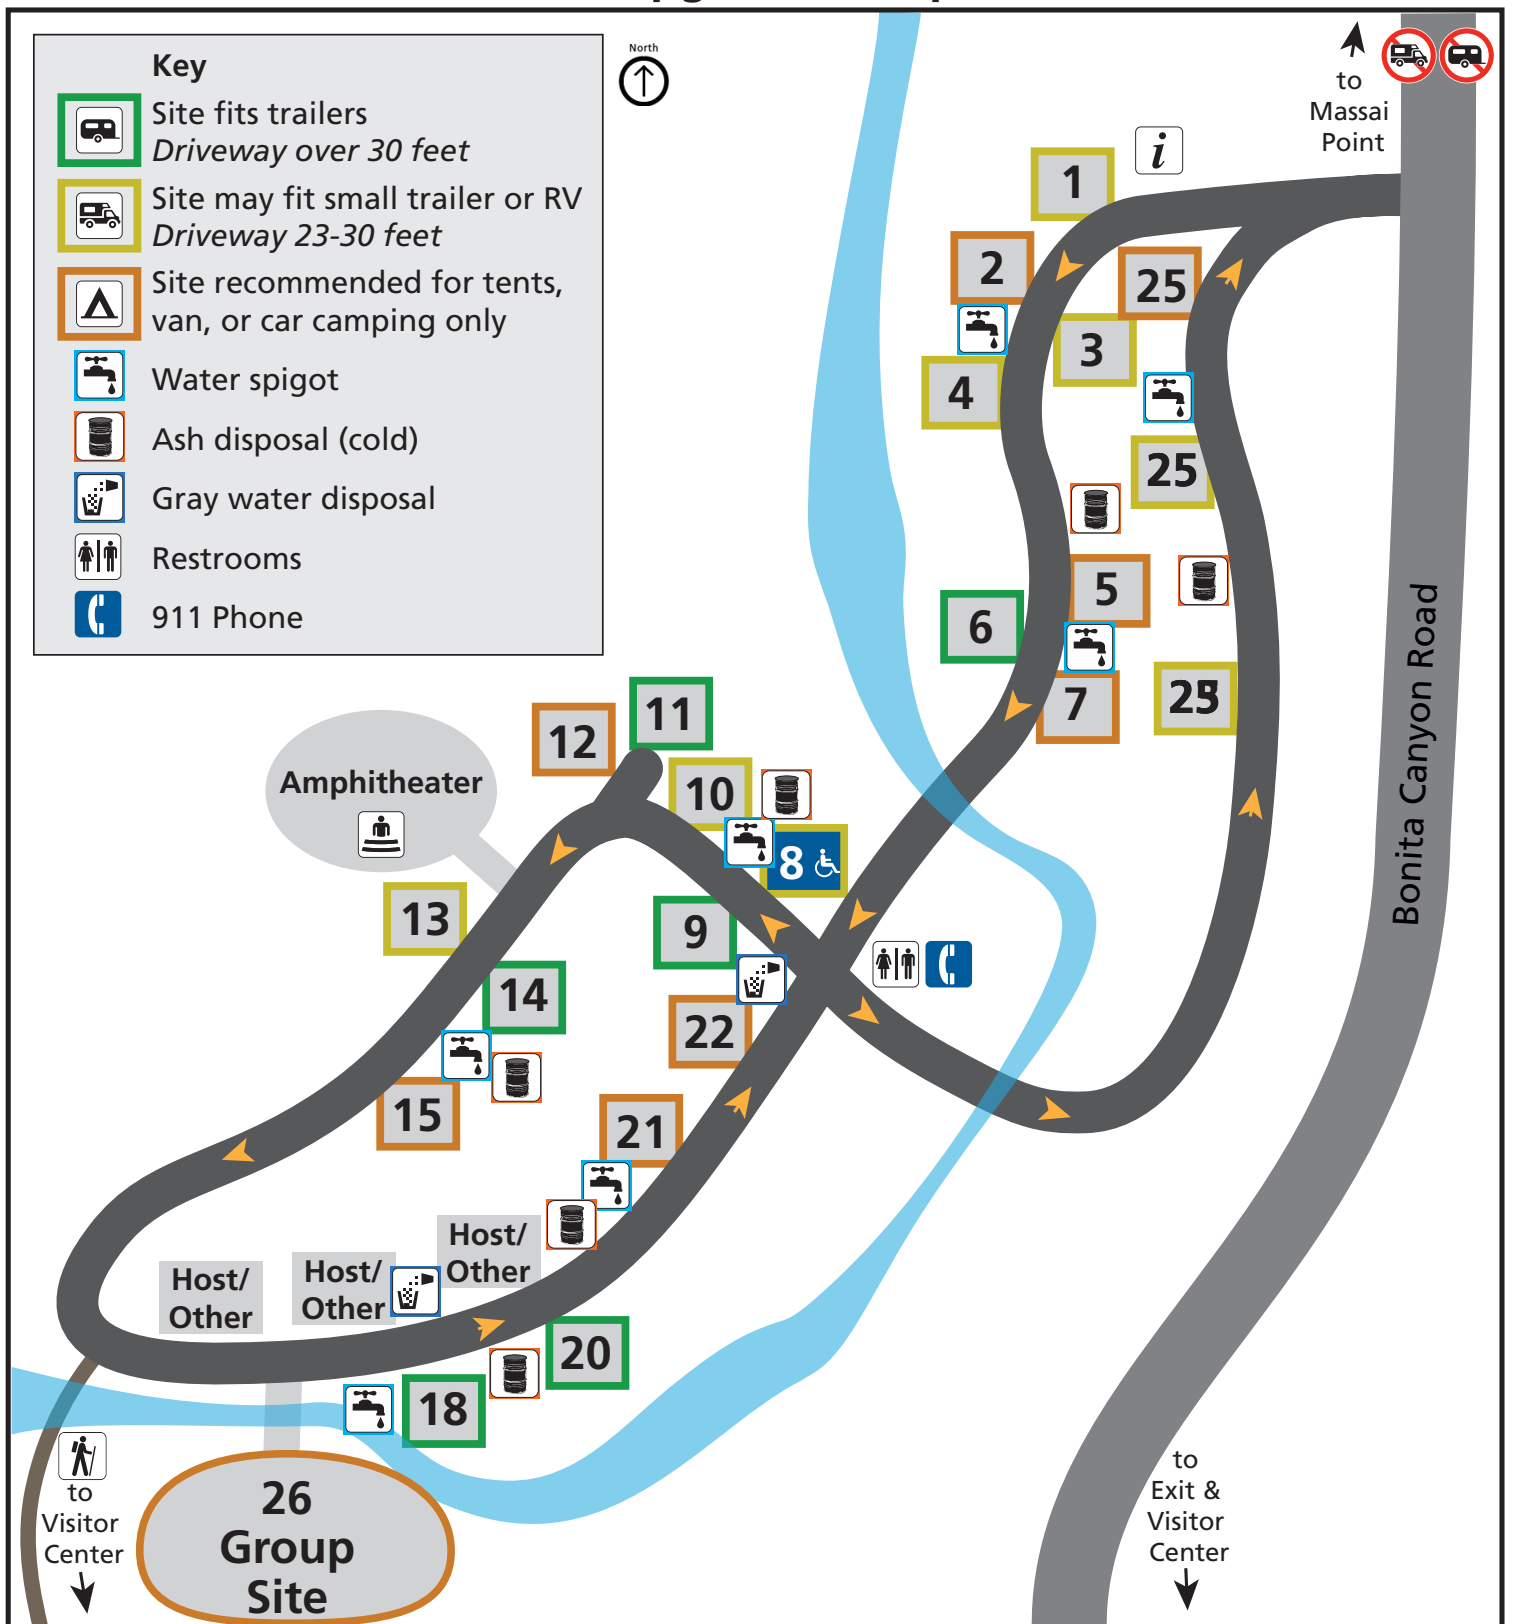 Key
Site fits trailers
Driveway over 30 feet
Site may fit small trailer or RV
Driveway 23-30 feet
Site recommended for tents,
van, or car camping only
Water spigot
Ash disposal (cold)
Gray water disposal
Restrooms
911 Phone
North
to
Massai
Point
i
1
2
25
3
4
25
5
6
7
Bonita Canyon Road
11
12
10
Amphitheater
8
13
9
14
22
15
21
Host/
Other
Host/
Other
Host/
Other
20
18
26
Group
Site
to
Visitor
Center
to
Exit &
Visitor
Center